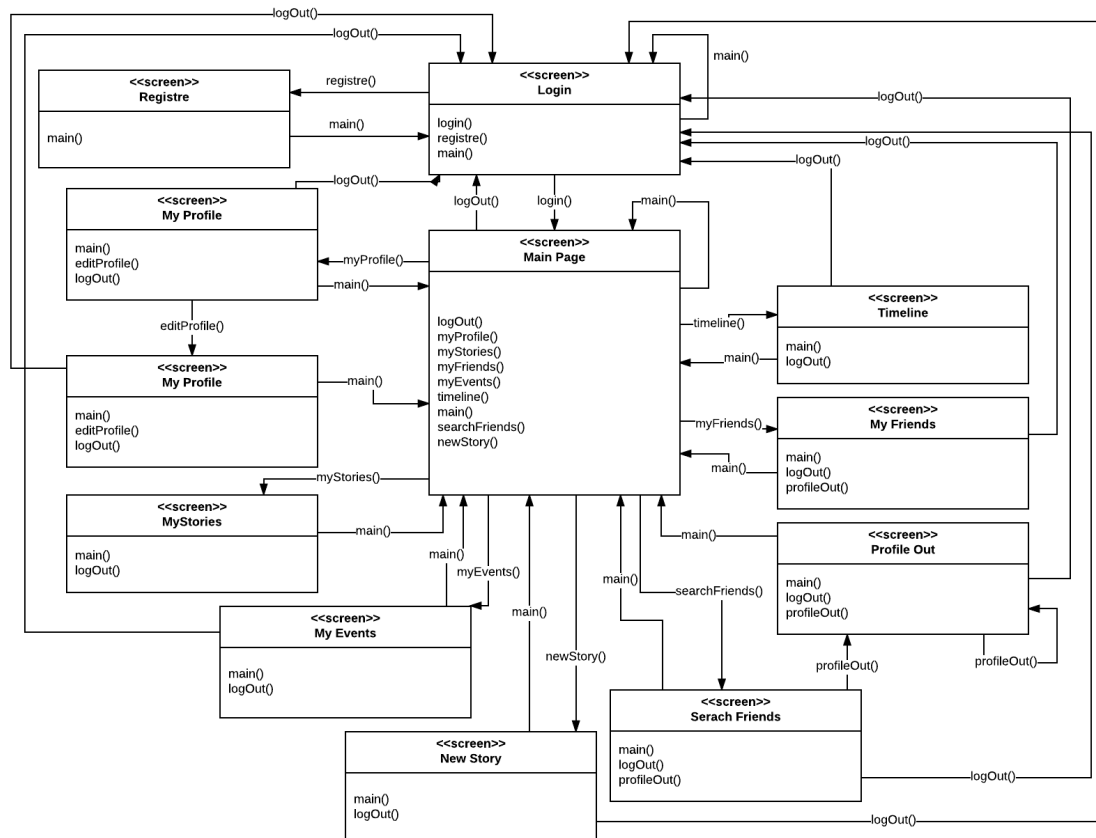 logOut()
logOut()
<<screen>>
Login
login()
registre()
main()
main()
registre()
main()
<<screen>>
Registre
main()
logOut()
logOut()
logOut()
logOut()
logOut()
login()
main()
<<screen>>
My Profile
main()
editProfile()
logOut()
myProfile()
main()
editProfile()
<<screen>>
Main Page
logOut()
myProfile()
myStories()
myFriends()
myEvents()
timeline()
main()
searchFriends()
newStory()
timeline()
main()
<<screen>>
Timeline
main()
logOut()
<<screen>>
My Profile
main()
editProfile()
logOut()
main()
myFriends()
main()
<<screen>>
My Friends
main()
logOut()
profileOut()
myStories()
<<screen>>
MyStories
main()
logOut()
main()
main()
myEvents()
main()
main()
searchFriends()
main()
<<screen>>
Profile Out
main()
logOut()
profileOut()
profileOut()
profileOut()
<<screen>>
My Events
main()
logOut()
newStory()
<<screen>>
Serach Friends
main()
logOut()
profileOut()
logOut()
<<screen>>
New Story
main()
logOut()
logOut()